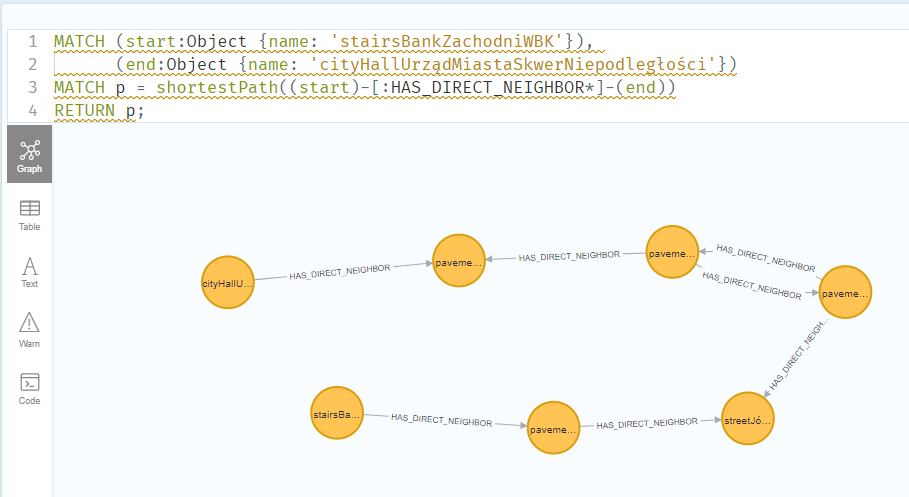 1 MATCH (start:Object {name: 'stairsBankZachodniWBK'}),
2 (end:Object {name: 'cityHallUrządMiastaSkwerNiepodległości'})
3 MATCH p = shortestPath((start)-[:HAS_DIRECT_NEIGHBOR*]-(end))
4 RETURN p;
Graph
Table
Text
Warn
Code
cityHallU...
HAS_DIRECT_NEIGHBOR
paveme...
HAS_DIRECT_NEIGHBOR
paveme...
HAS_DIRECT_NEIGHBOR
HAS_DIRECT_NEIGHBOR
paveme...
HAS_DIRECT_NEIGH...
stairsBa...
HAS_DIRECT_NEIGHBOR
paveme...
HAS_DIRECT_NEIGHBOR
streetJó...